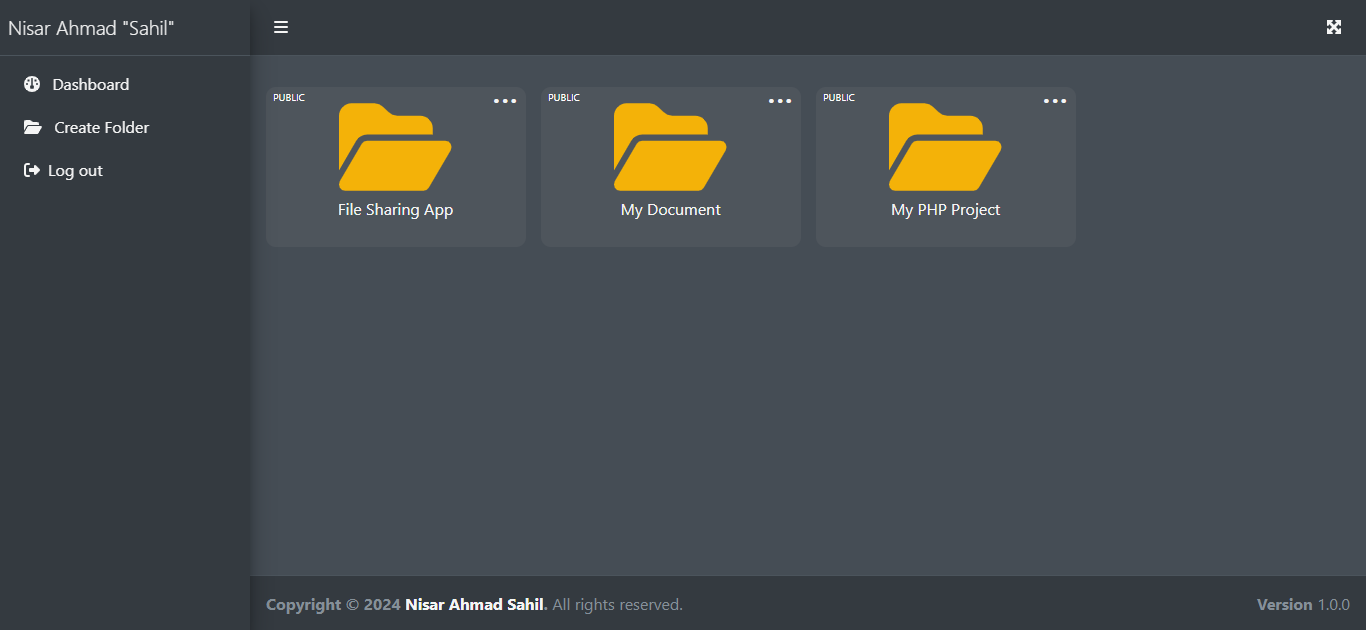 Nisar Ahmad "Sahil"
Dashboard
Create Folder
Log out
PUBLIC
File Sharing App
PUBLIC
My Document
PUBLIC
My PHP Project
Copyright © 2024 Nisar Ahmad Sahil. All rights reserved.
Version 1.0.0